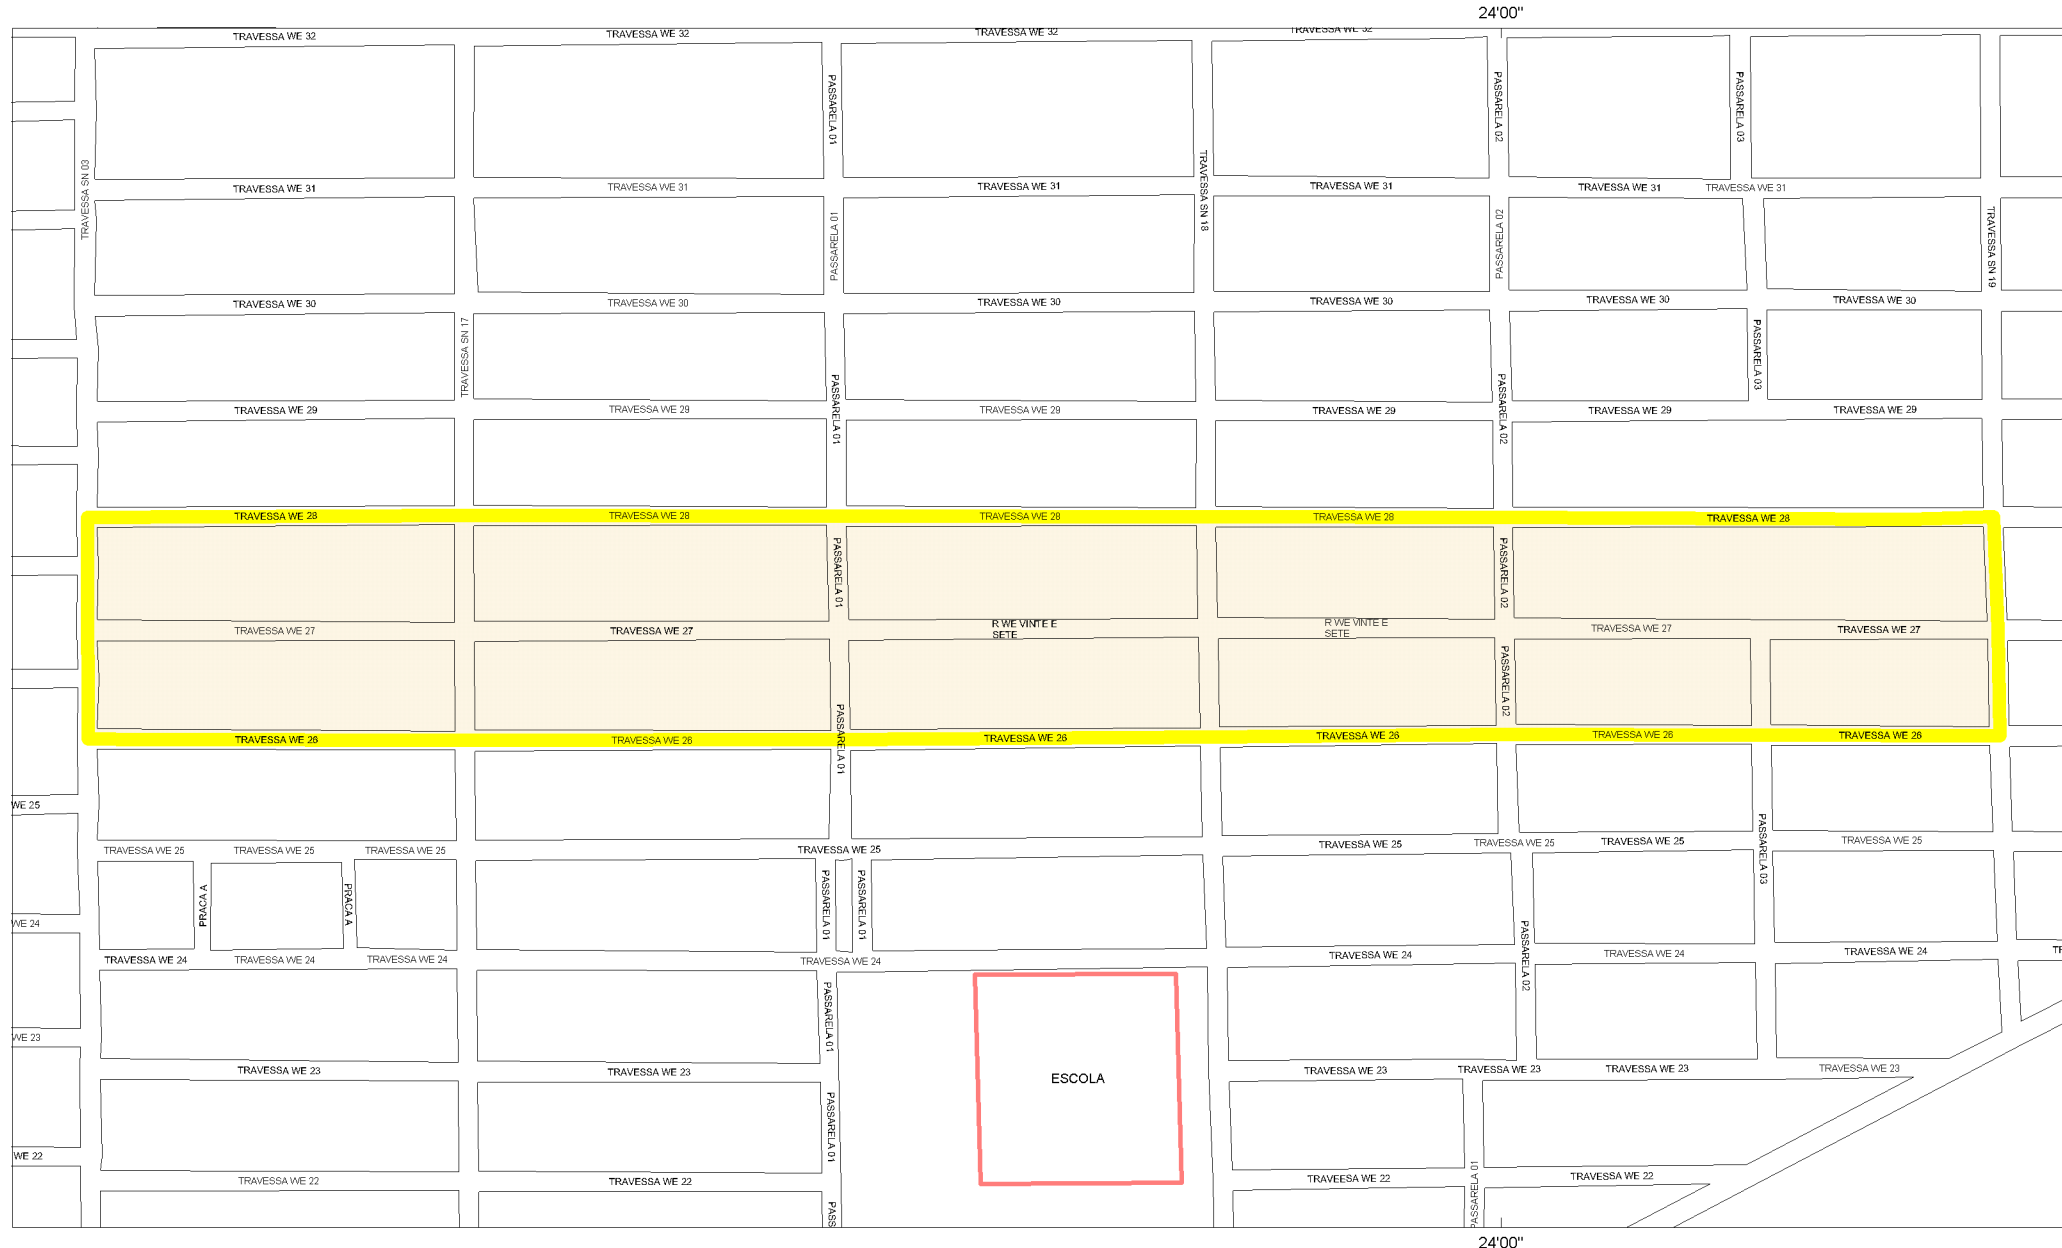 24'00"
TRAVESSA WE 32
TRAVESSA WE 32
TRAVESSA WE 32
TRAVESSA WE 32
PASSARELA 01
PASSARELA 02
PASSARELA 03
TRAVESSA SN 03
TRAVESSA SN 18
TRAVESSA WE 31
TRAVESSA WE 31
TRAVESSA WE 31
TRAVESSA WE 31
TRAVESSA WE 31
TRAVESSA WE 31
PASSARELA 01
PASSARELA 02
TRAVESSA SN 19
TRAVESSA WE 30
TRAVESSA WE 30
TRAVESSA WE 30
TRAVESSA WE 30
TRAVESSA WE 30
TRAVESSA WE 30
TRAVESSA SN 17
PASSARELA 01
PASSARELA 02
PASSARELA 03
TRAVESSA WE 29
TRAVESSA WE 29
TRAVESSA WE 29
TRAVESSA WE 29
TRAVESSA WE 29
TRAVESSA WE 29
TRAVESSA WE 28
TRAVESSA WE 28
TRAVESSA WE 28
TRAVESSA WE 28
TRAVESSA WE 28
PASSARELA 01
PASSARELA 02
TRAVESSA WE 27
TRAVESSA WE 27
R WE VINTE E
SETE
R WE VINTE E
SETE
TRAVESSA WE 27
TRAVESSA WE 27
PASSARELA 02
PASSARELA 01
TRAVESSA WE 26
TRAVESSA WE 26
TRAVESSA WE 26
TRAVESSA WE 26
TRAVESSA WE 26
TRAVESSA WE 26
WE 25
TRAVESSA WE 25
TRAVESSA WE 25
TRAVESSA WE 25
TRAVESSA WE 25
TRAVESSA WE 25
TRAVESSA WE 25
TRAVESSA WE 25
TRAVESSA WE 25
PASSARELA 03
PRACA A
PRACA A
PASSARELA 01
PASSARELA 01
PASSARELA 02
WE 24
TRAVESSA WE 24
TRAVESSA WE 24
TRAVESSA WE 24
TRAVESSA WE 24
TRAVESSA WE 24
TRAVESSA WE 24
TRAVESSA WE 24
TR
PASSARELA 01
WE 23
TRAVESSA WE 23
TRAVESSA WE 23
ESCOLA
TRAVESSA WE 23
TRAVESSA WE 23
TRAVESSA WE 23
TRAVESSA WE 23
PASSARELA 01
WE 22
TRAVESSA WE 22
TRAVESSA WE 22
TRAVEESA WE 22
TRAVESSA WE 22
PASSARELA 01
PASS
24'00"